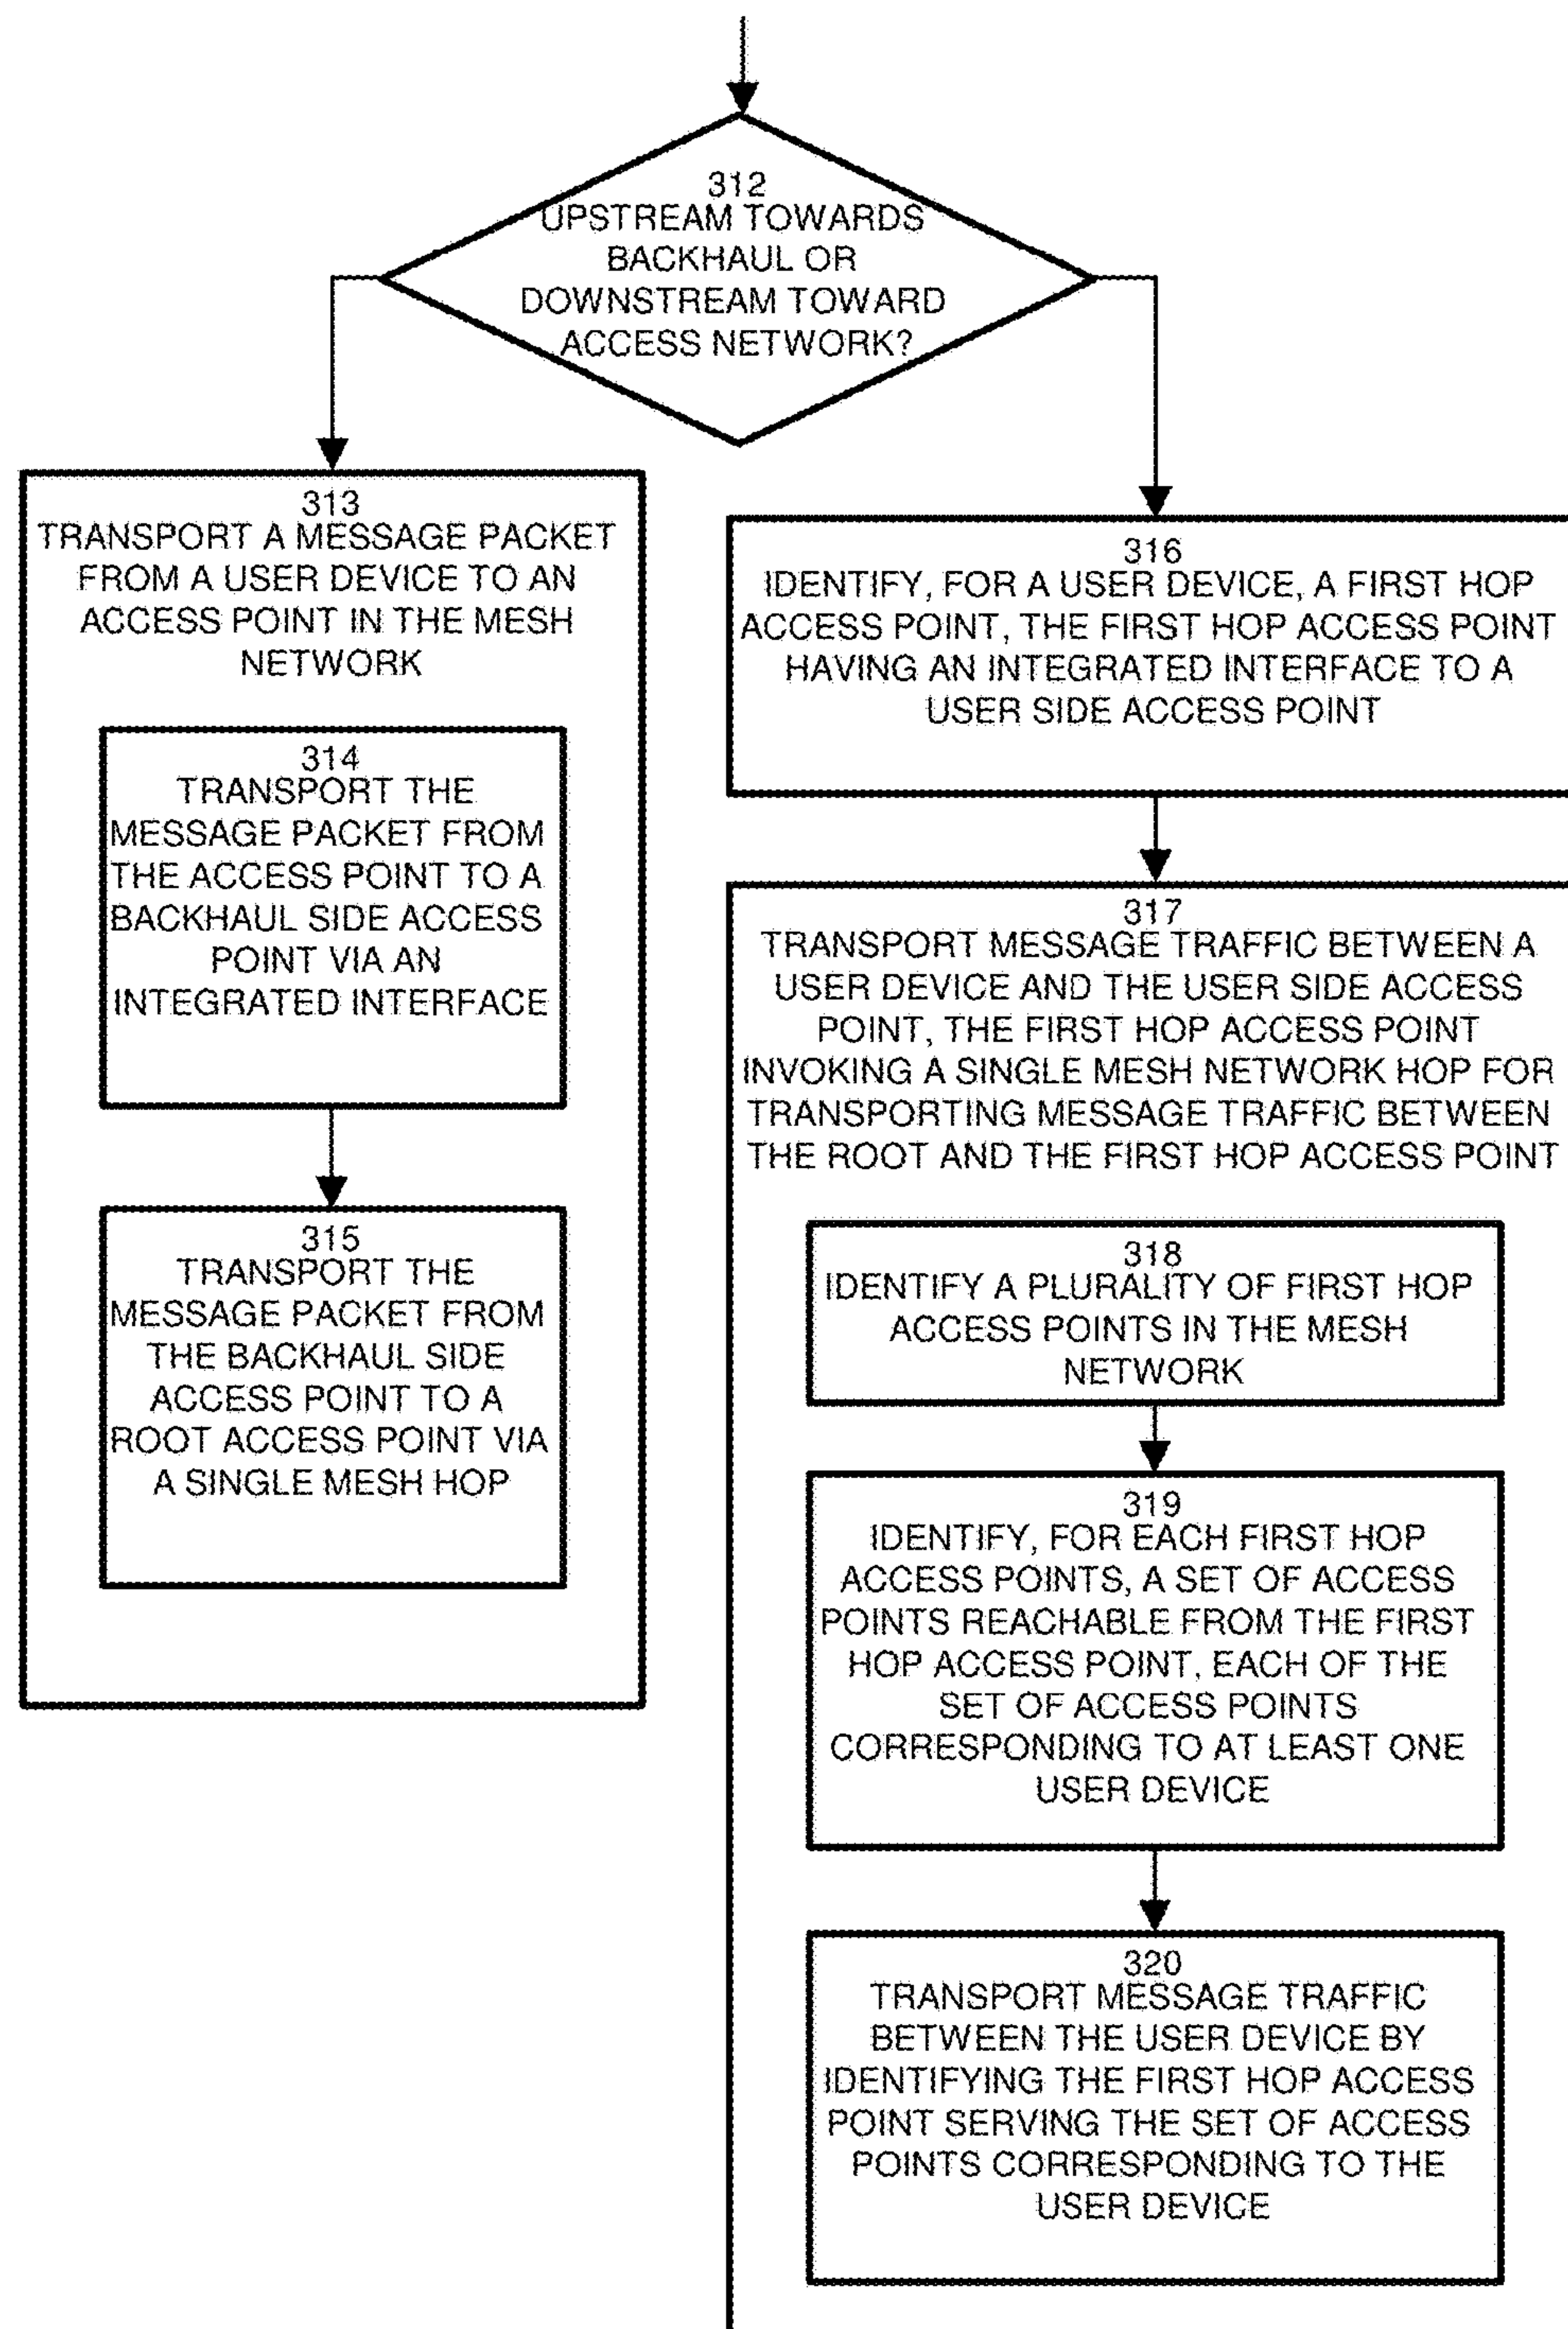 312
UPSTREAM TOWARDS
BACKHAUL OR
DOWNSTREAM TOWARD
ACCESS NETWORK?
313
TRANSPORT A MESSAGE PACKET
FROM A USER DEVICE TO AN
ACCESS POINT IN THE MESH
NETWORK
314
TRANSPORT THE
MESSAGE PACKET FROM
THE ACCESS POINT TO A
BACKHAUL SIDE ACCESS
POINT VIA AN
INTEGRATED INTERFACE
315
TRANSPORT THE
MESSAGE PACKET FROM
THE BACKHAUL SIDE
ACCESS POINT TO A
ROOT ACCESS POINT VIA
A SINGLE MESH HOP
316
IDENTIFY, FOR A USER DEVICE, A FIRST HOP
ACCESS POINT, THE FIRST HOP ACCESS POINT
HAVING AN INTEGRATED INTERFACE TO A
USER SIDE ACCESS POINT
317
TRANSPORT MESSAGE TRAFFIC BETWEEN A
USER DEVICE AND THE USER SIDE ACCESS
POINT, THE FIRST HOP ACCESS POINT
INVOKING A SINGLE MESH NETWORK HOP FOR
TRANSPORTING MESSAGE TRAFFIC BETWEEN
THE ROOT AND THE FIRST HOP ACCESS POINT
318
IDENTIFY A PLURALITY OF FIRST HOP
ACCESS POINTS IN THE MESH
NETWORK
319
IDENTIFY, FOR EACH FIRST HOP
ACCESS POINTS, A SET OF ACCESS
POINTS REACHABLE FROM THE FIRST
HOP ACCESS POINT, EACH OF THE
SET OF ACCESS POINTS
CORRESPONDING TO AT LEAST ONE
USER DEVICE
320
TRANSPORT MESSAGE TRAFFIC
BETWEEN THE USER DEVICE BY
IDENTIFYING THE FIRST HOP ACCESS
POINT SERVING THE SET OF ACCESS
POINTS CORRESPONDING TO THE
USER DEVICE